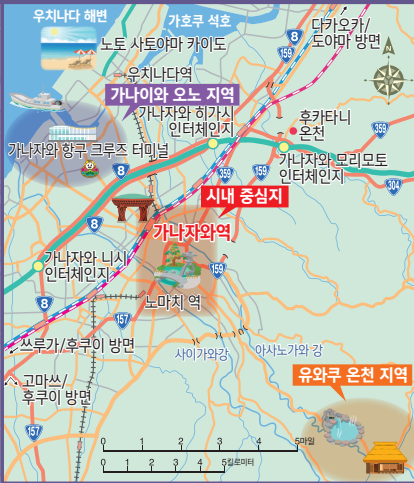 우치나다 해변
가호쿠 석호
다카오카/
도야마 방면
노토 사토야마 카이도
8
159
우치나다역
가나이와 오노 지역
가나자와 히가시
인터체인지
후카타니
온천
359
가나자와 항구 크루즈 터미널
8
가나자와 모리모토
인터체인지
359
159
304
시내 중심지
8
가나자와역
가나자와 니시
인터체인지
159
8
노마치 역
157
쓰루가/후쿠이 방면
사이가와강
아사노가와 강
고마쓰/
후쿠이 방면
유와쿠 온천 지역
157
0 1 2 3 4 5마일
0 1 2 3 4 5킬로미터